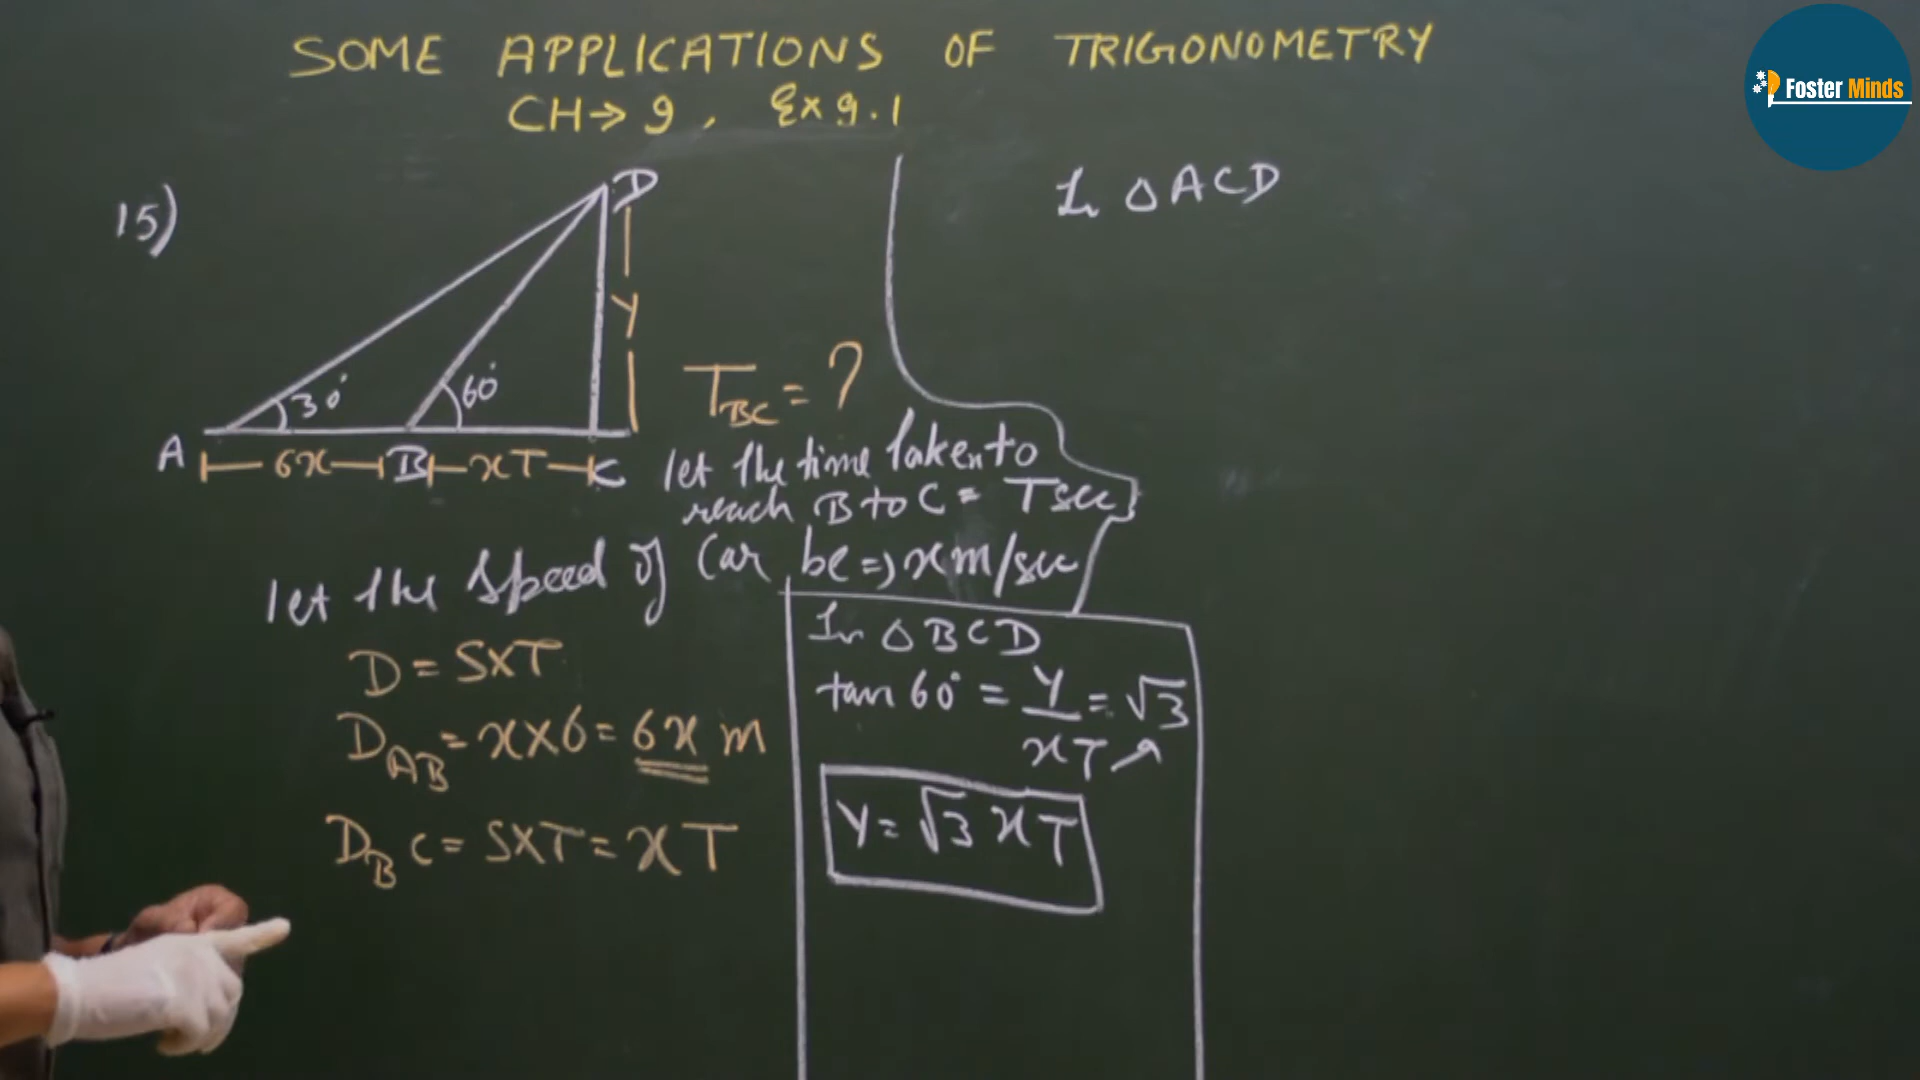 SOME APPLICATIONS OF TRIGONOMETRY
CH→9, Ex 9.1
Foster Minds
15)
D
Y
30°
60°
A
6x
B
xT
C
T_BC = ?
let the time taken to
reach B to C = T sec
let the speed of Car be ⇒ x m/sec
D = S×T
D_AB = x×6 = 6x m
D_BC = S×T = xT
In △BCD
tan 60° = Y/xT = √3
Y = √3 xT
In △ACD